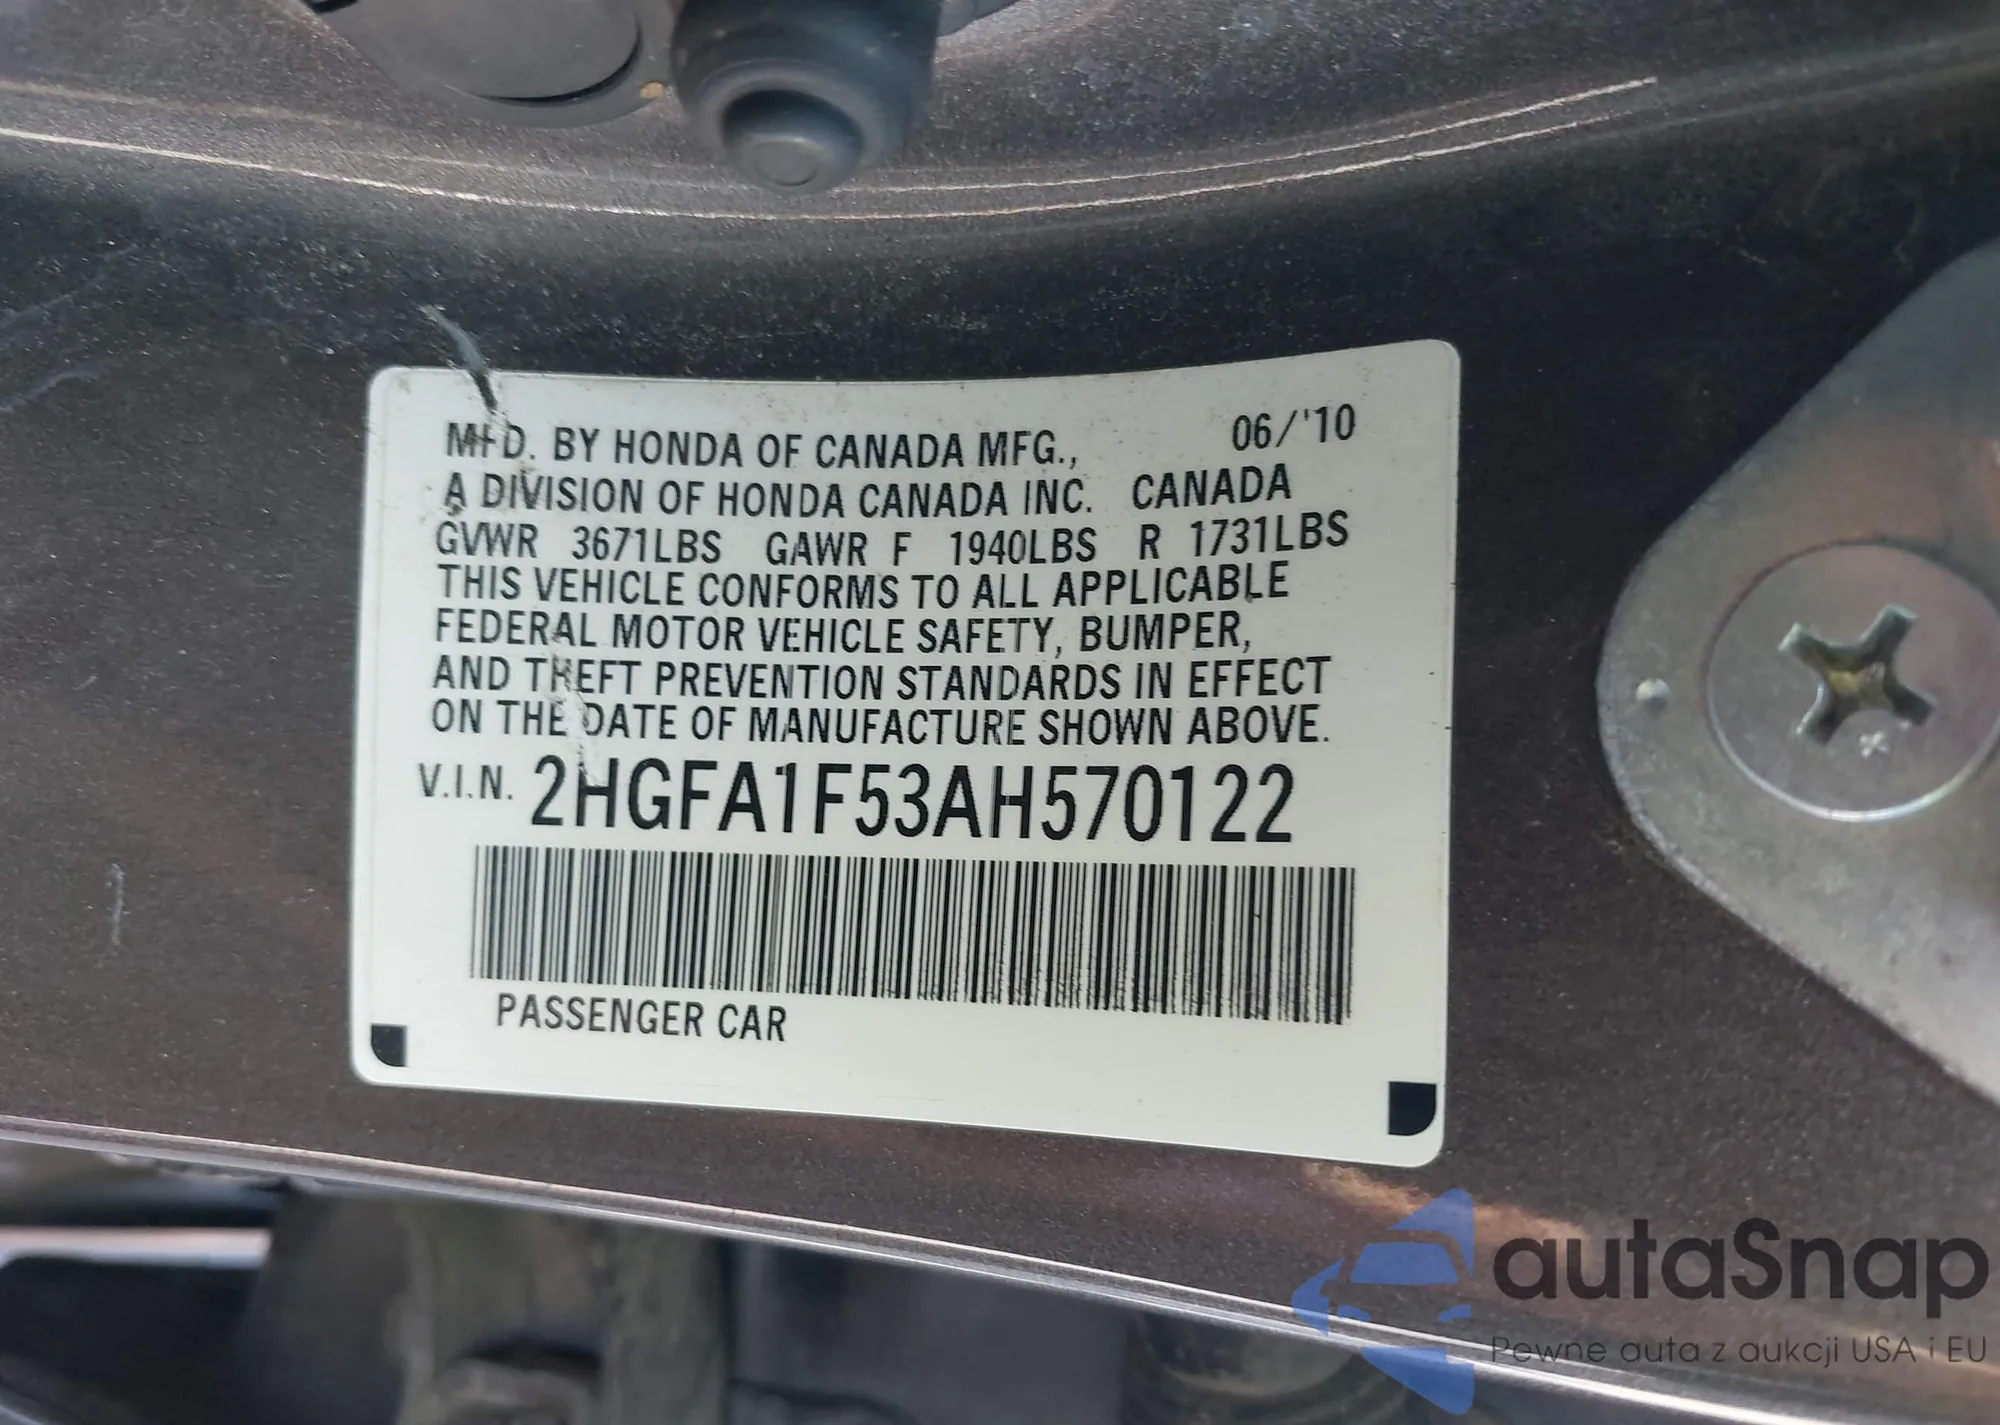 MFD. BY HONDA OF CANADA MFG., 06/'10
A DIVISION OF HONDA CANADA INC. CANADA
GVWR 3671LBS GAWR F 1940LBS R 1731LBS
THIS VEHICLE CONFORMS TO ALL APPLICABLE
FEDERAL MOTOR VEHICLE SAFETY, BUMPER,
AND THEFT PREVENTION STANDARDS IN EFFECT
ON THE DATE OF MANUFACTURE SHOWN ABOVE.
V.I.N. 2HGFA1F53AH570122
PASSENGER CAR
autaSnap
Pewne auta z aukcji USA i EU